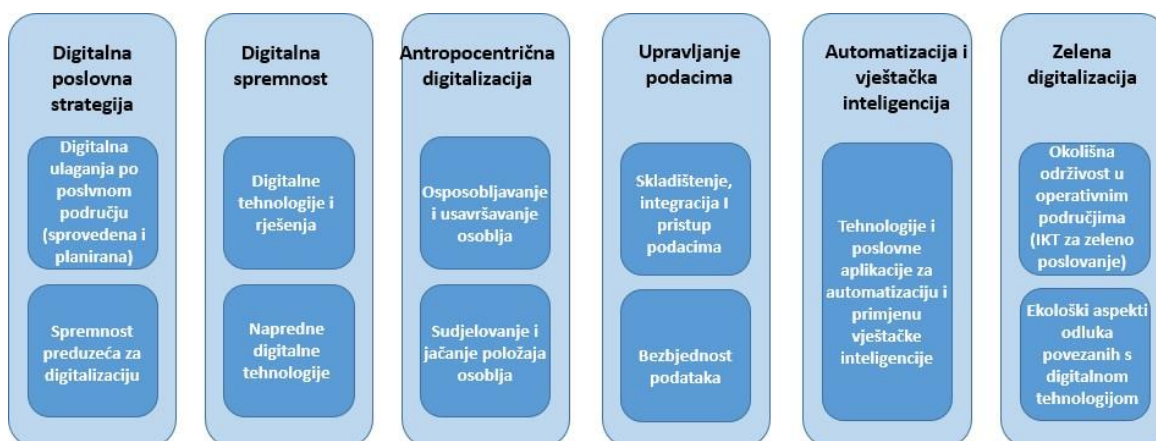 Digitalna
poslovna
strategija
Digitalna
ulaganja po
poslvnom
području
(sprovedena i
planirana)
Spremnost
preduzeća za
digitalizaciju
Digitalna
spremnost
Digitalne
tehnologije i
rješenja
Napredne
digitalne
tehnologije
Antropocentrična
digitalizacija
Osposobljavanje
i usavršavanje
osoblja
Sudjelovanje i
jačanje položaja
osoblja
Upravljanje
podacima
Skladištenje,
integracija I
pristup
podacima
Bezbjednost
podataka
Automatizacija i
vještačka
inteligencija
Tehnologije i
poslovne
aplikacije za
automatizaciju i
primjenu
vještačke
inteligencije
Zelena
digitalizacija
Okolišna
održivost u
operativnim
područjima
(IKT za zeleno
poslovanje)
Ekološki aspekti
odluka
povezanih s
digitalnom
tehnologijom